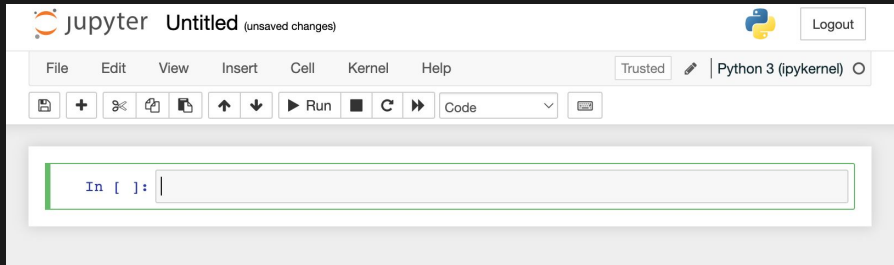 jupyter Untitled (unsaved changes) Logout
File Edit View Insert Cell Kernel Help Trusted Python 3 (ipykernel)
Run Code
In [ ]: